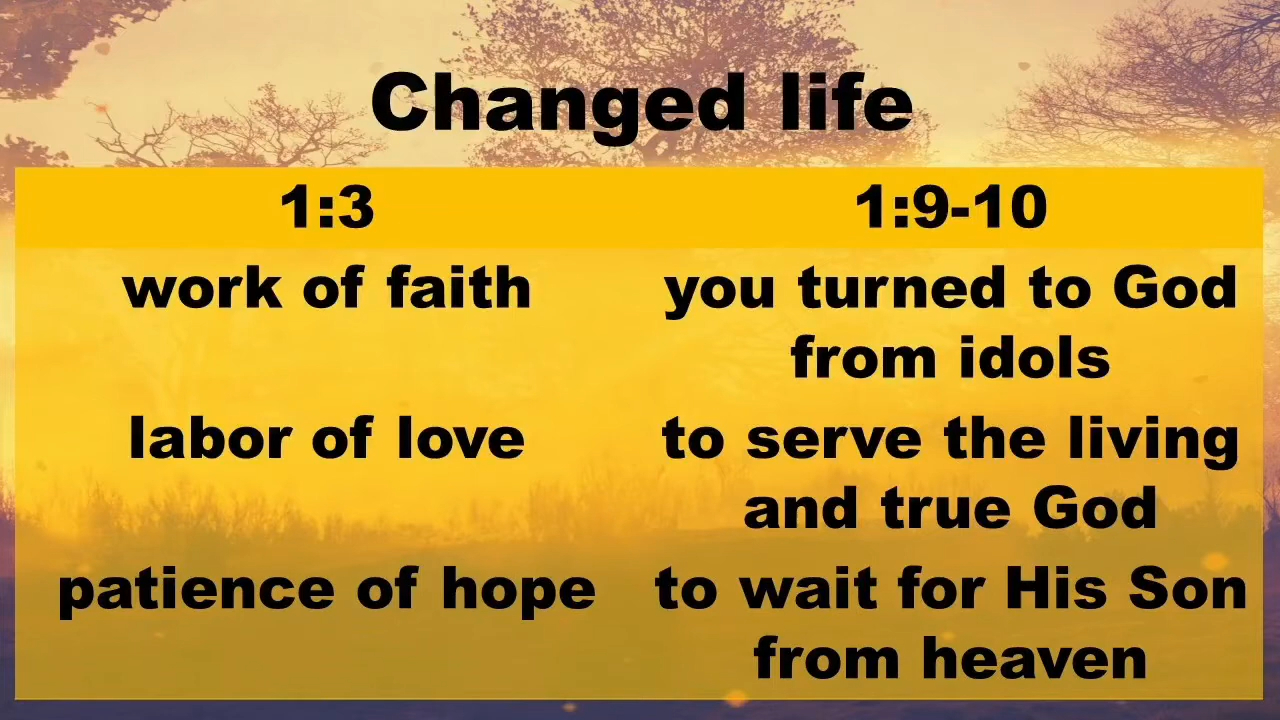 Changed life
1:3 1:9-10
work of faith you turned to God
from idols
labor of love to serve the living
and true God
patience of hope to wait for His Son
from heaven